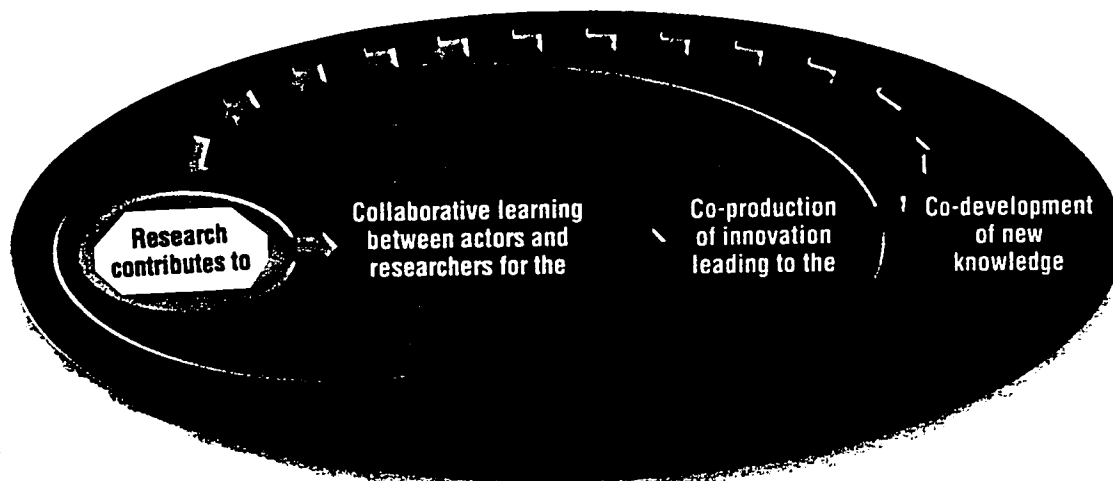 Research
contributes to
Collaborative learning
between actors and
researchers for the
Co-production
of innovation
leading to the
Co-development
of new
knowledge